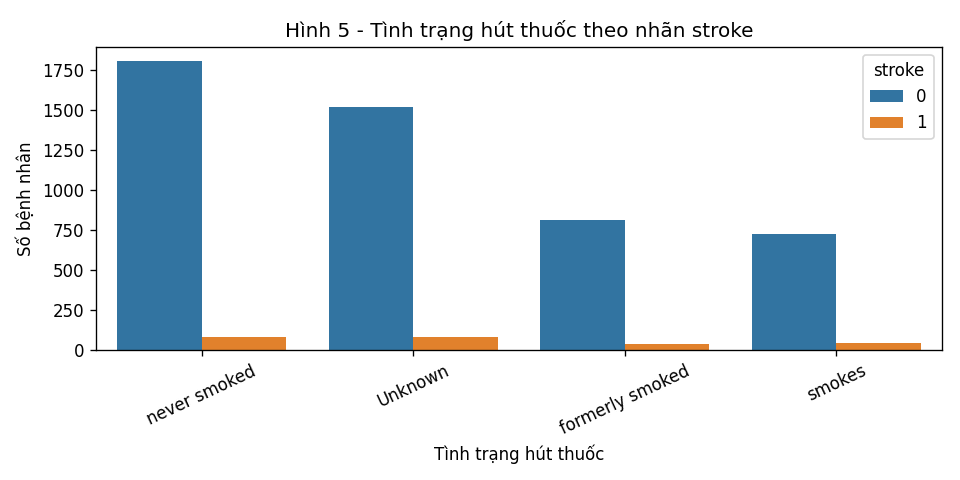 Hình 5 - Tình trạng hút thuốc theo nhãn stroke
Số bệnh nhân
1750
1500
1250
1000
750
500
250
0
stroke
0
1
never smoked
Unknown
formerly smoked
smokes
Tình trạng hút thuốc